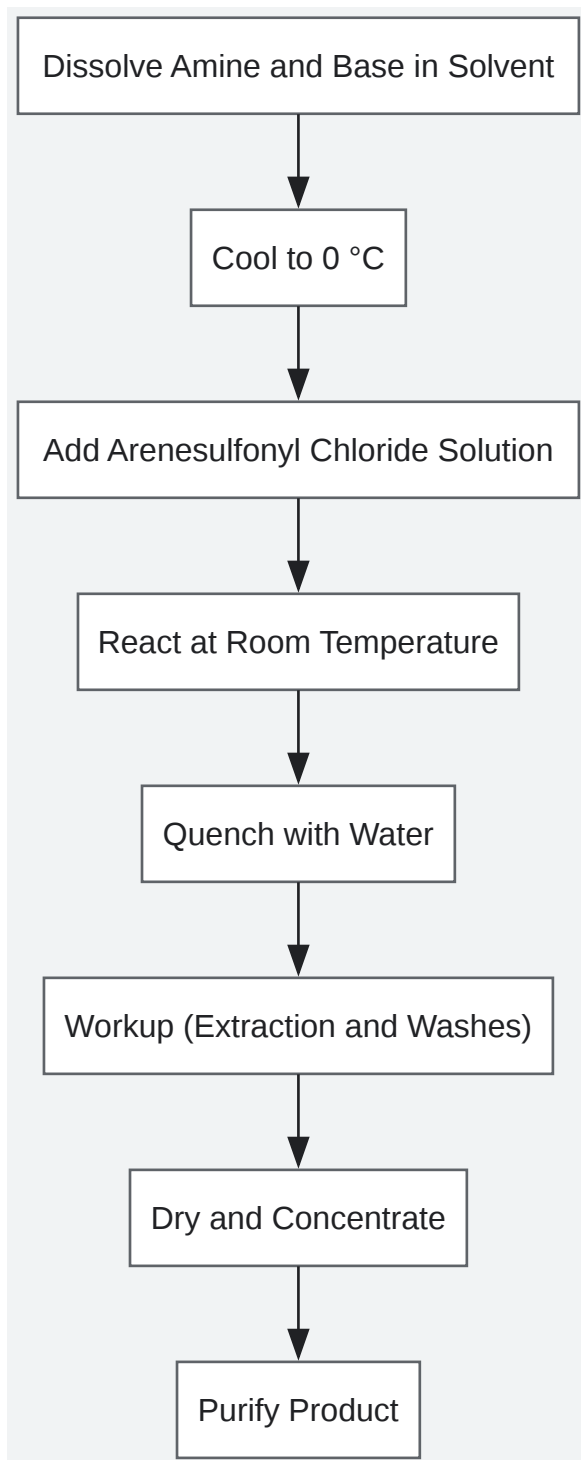 Dissolve Amine and Base in Solvent
Cool to 0 °C
Add Arenesulfonyl Chloride Solution
React at Room Temperature
Quench with Water
Workup (Extraction and Washes)
Dry and Concentrate
Purify Product